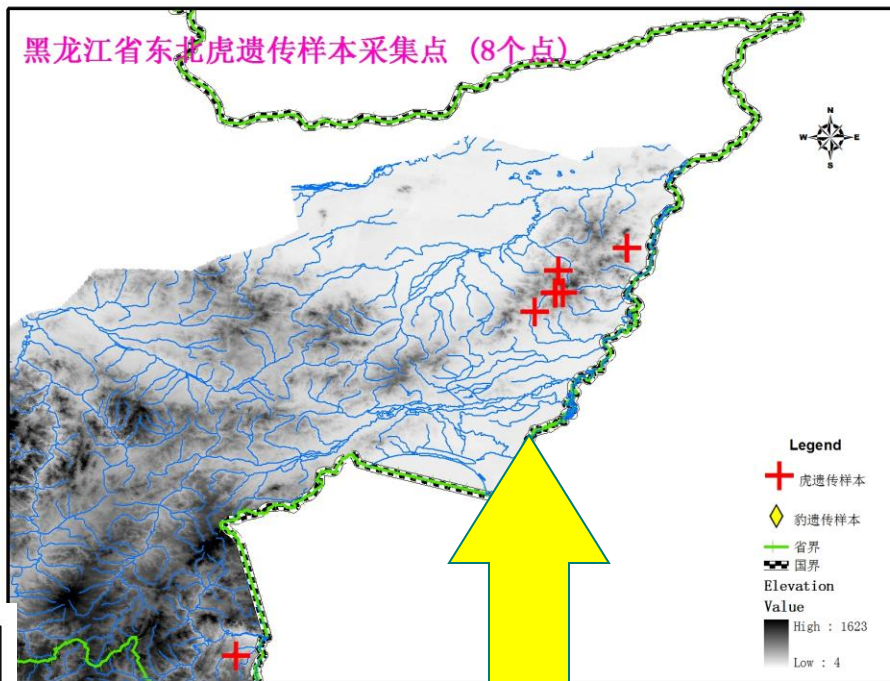 黑龙江省东北虎遗传样本采集点 (8个点)
N
W E
S
Legend
虎遗传样本
豹遗传样本
省界
国界
Elevation
Value
High : 1623
Low : 4